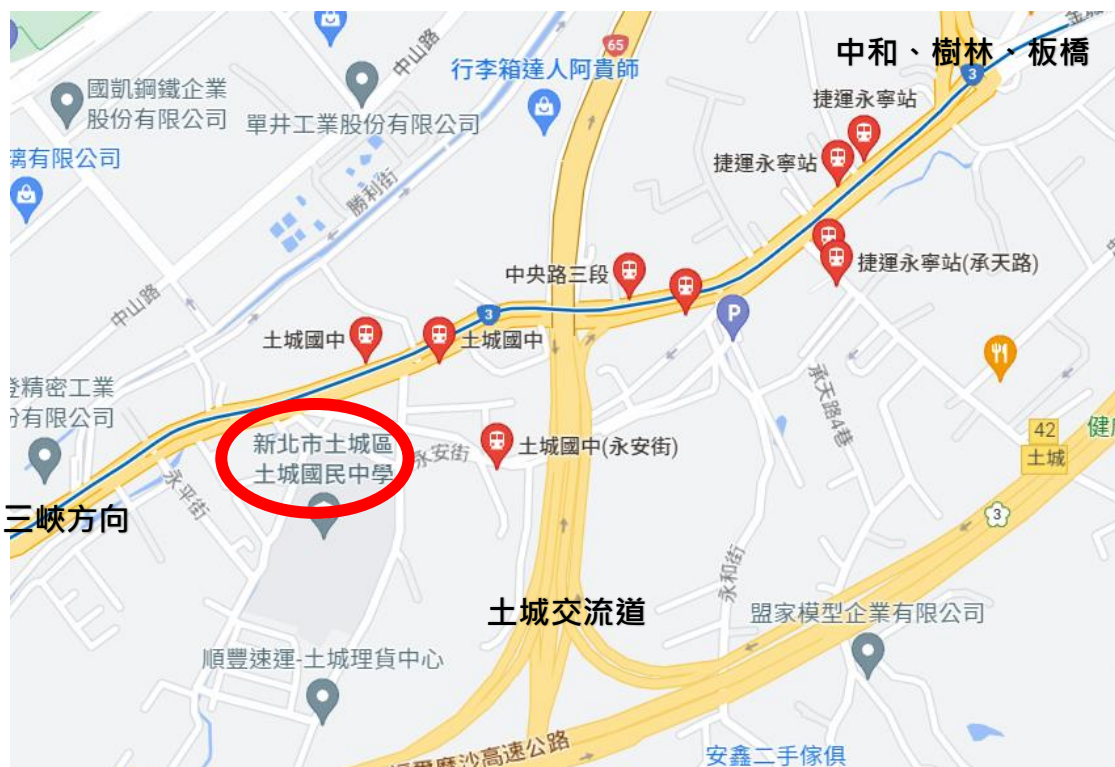 65
中山路
中和、樹林、板橋
3
行李箱達人阿貴師
國凱鋼鐵企業
股份有限公司
單井工業股份有限公司
捷運永寧站
捷運永寧站
璃有限公司
勝利街
中央路三段
捷運永寧站(承天路)
中山路
3
P
土城國中
土城國中
承天路4巷
精密工業
份有限公司
新北市土城區
土城國民中學
永安街
土城國中(永安街)
42
土城
健
永平街
三峽方向
3
永和街
土城交流道
盟家模型企業有限公司
順豐速運-土城理貨中心
爾摩沙高速公路
安鑫二手傢俱